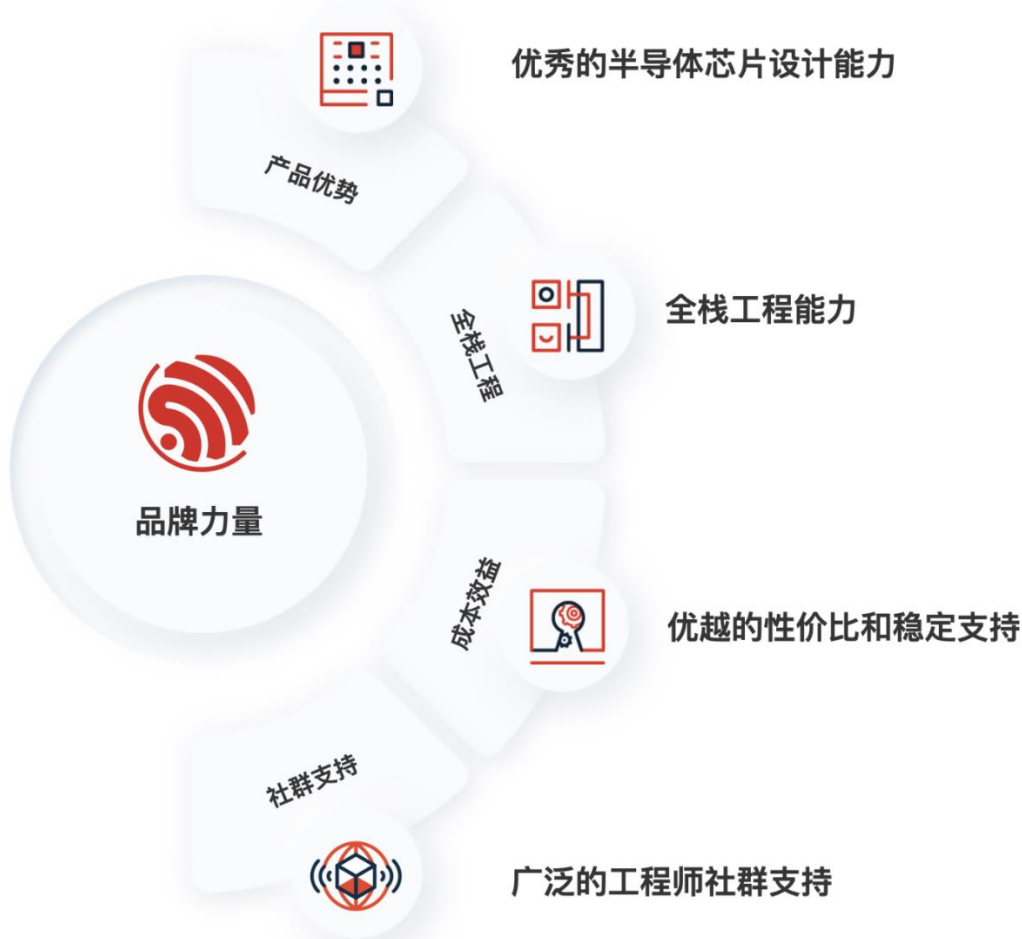 优秀的半导体芯片设计能力
产品优势
全栈工程
全栈工程能力
品牌力量
成本效益
优越的性价比和稳定支持
社群支持
广泛的工程师社群支持